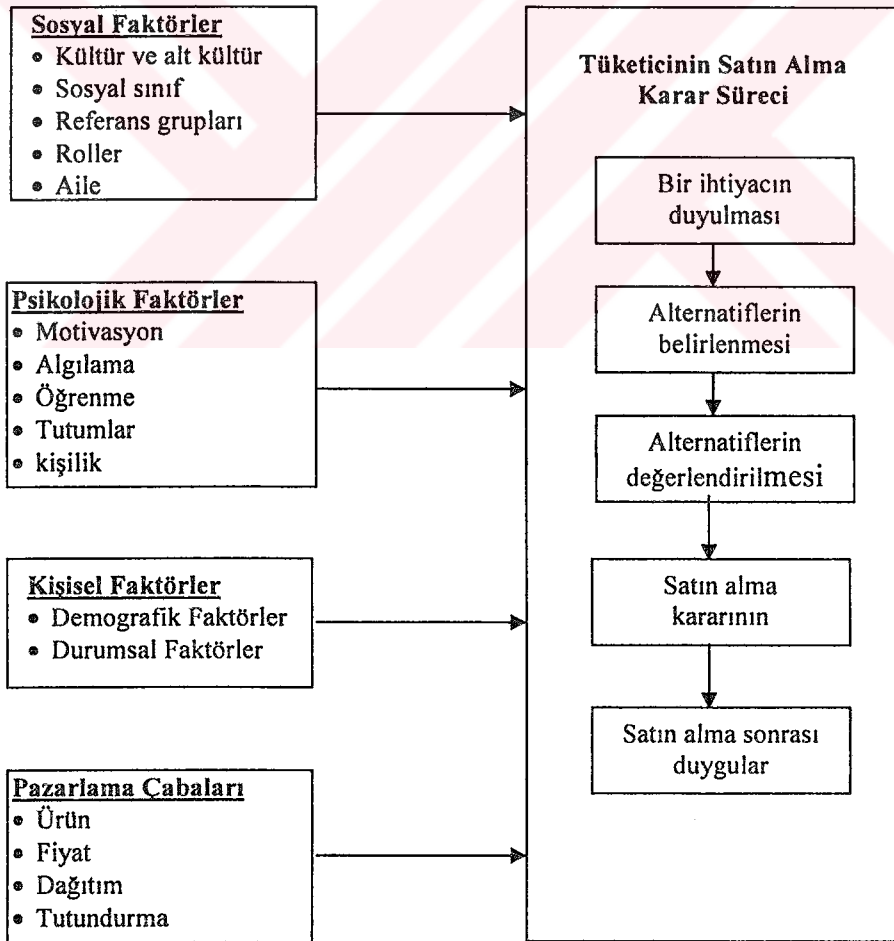 Sosyal Faktörler
• Kültür ve alt kültür
• Sosyal sınıf
• Referans grupları
• Roller
• Aile
Psikolojik Faktörler
• Motivasyon
• Algılama
• Öğrenme
• Tutumlar
• kişilik
Kişisel Faktörler
• Demografik Faktörler
• Durumsal Faktörler
Pazarlama Çabaları
• Ürün
• Fiyat
• Dağıtım
• Tutundurma
Tüketicinin Satın Alma
Karar Süreci
Bir ihtiyacın
duyulması
Alternatiflerin
belirlenmesi
Alternatiflerin
değerlendirilmesi
Satın alma
kararının
Satın alma sonrası
duygular